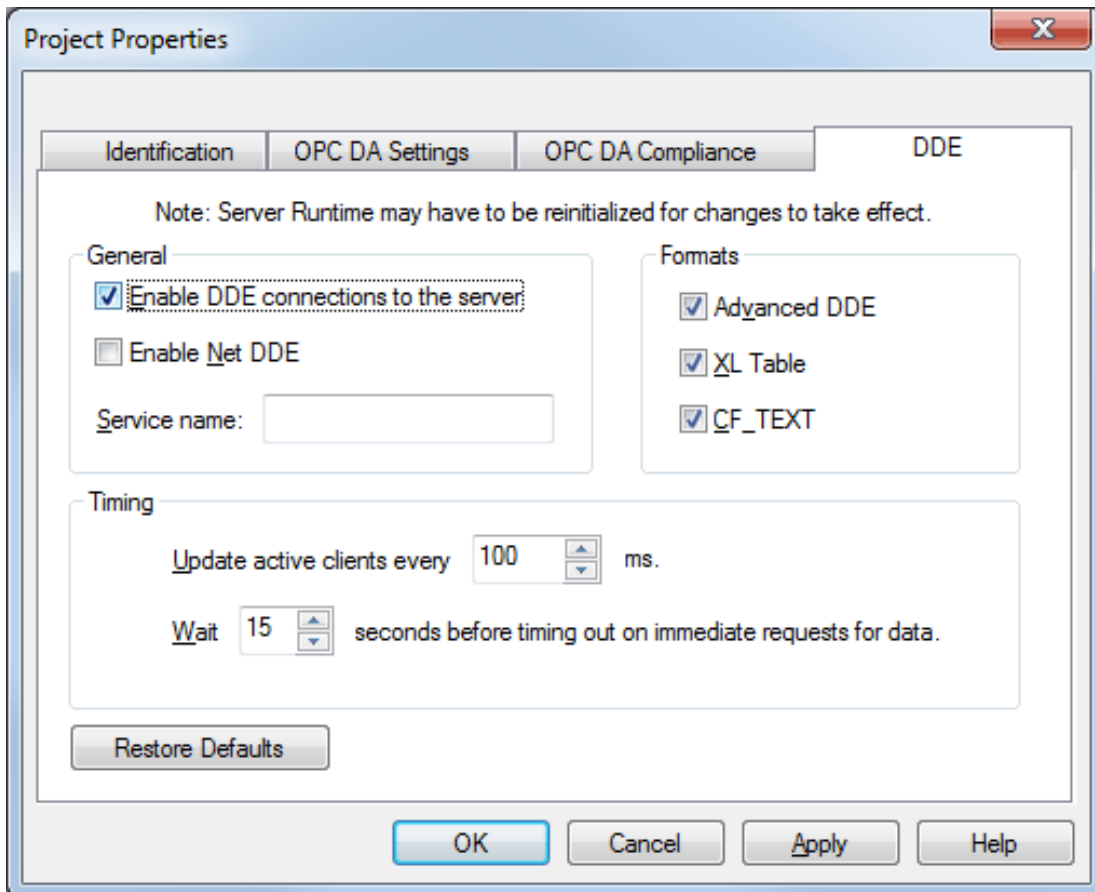 Project Properties
X
Identification
OPC DA Settings
OPC DA Compliance
DDE
Note: Server Runtime may have to be reinitialized for changes to take effect.
General
Enable DDE connections to the server
Enable Net DDE
Service name:
Formats
Advanced DDE
XL Table
CF_TEXT
Timing
Update active clients every 100 ms.
Wait 15 seconds before timing out on immediate requests for data.
Restore Defaults
OK
Cancel
Apply
Help